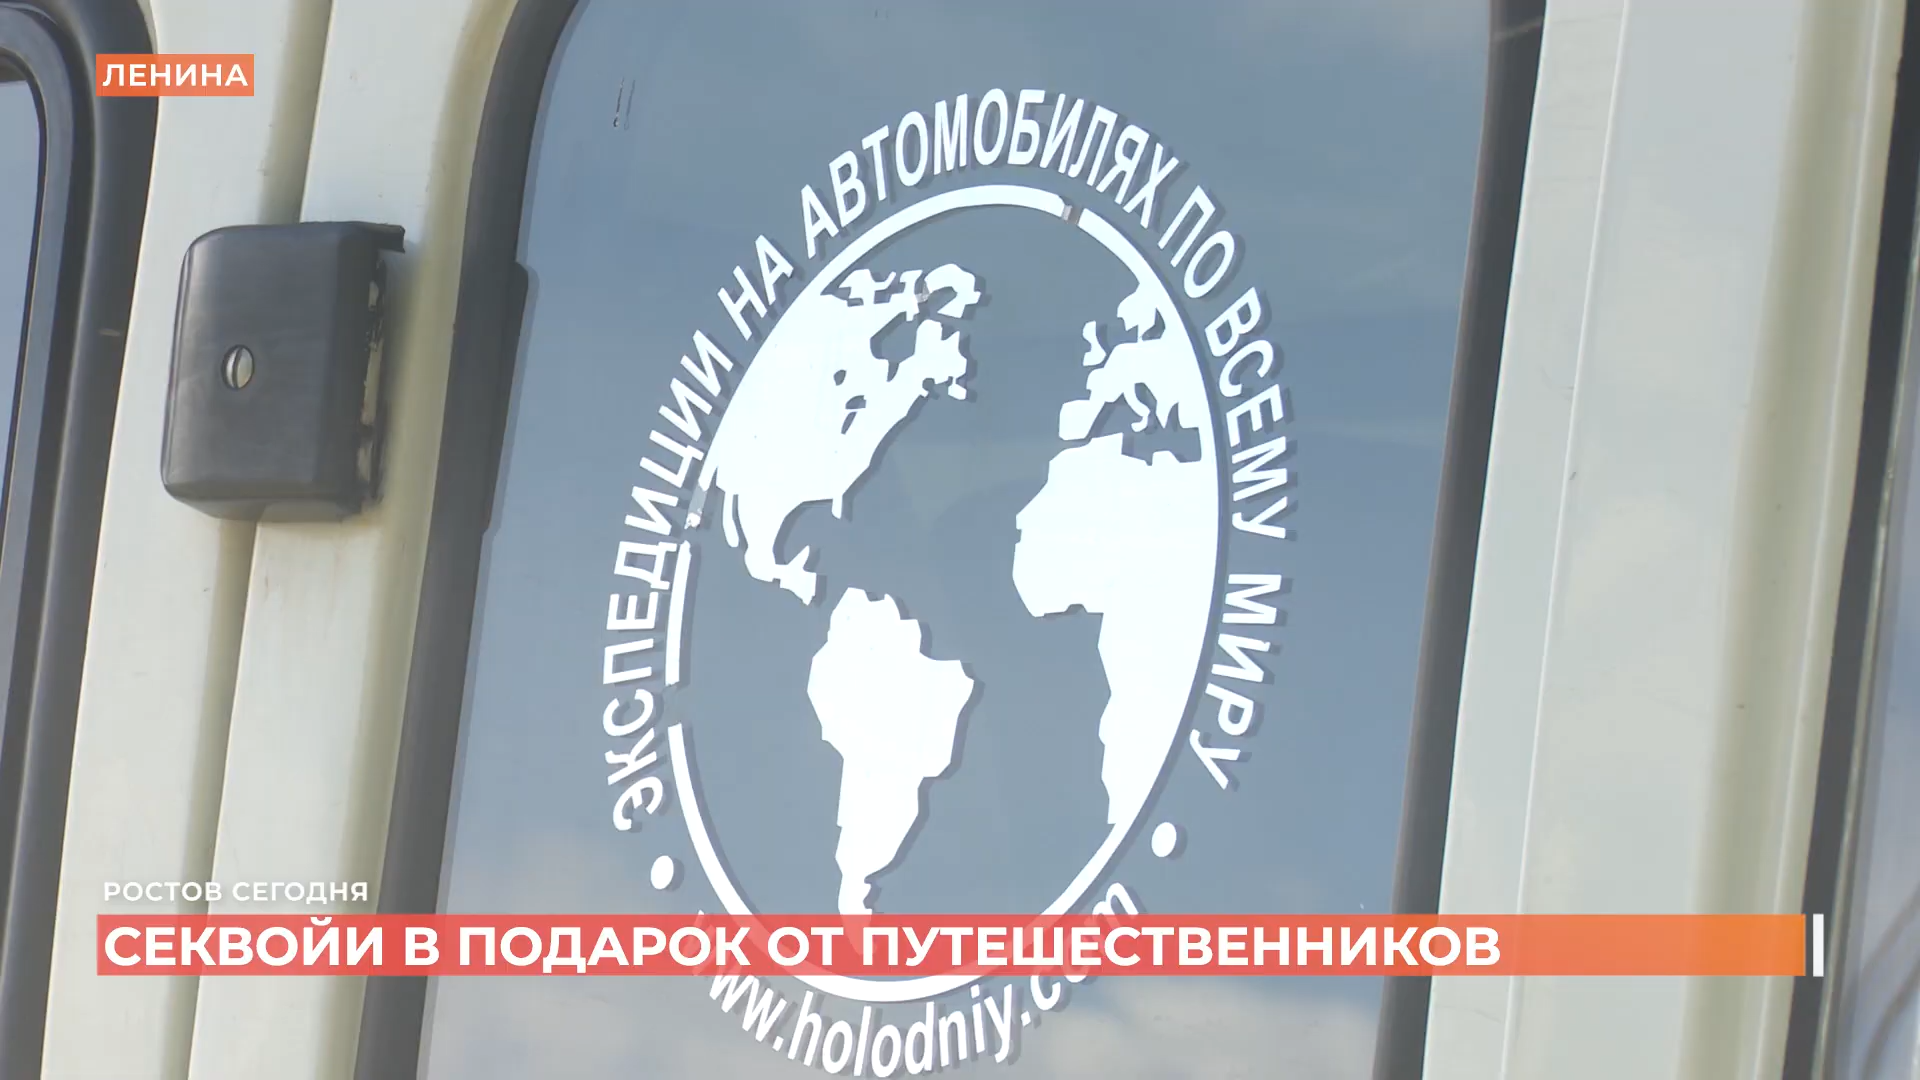 ЛЕНИНА
ЭКСПЕДИЦИИ НА АВТОМОБИЛЯХ ПО ВСЕМУ МИРУ
РОСТОВ СЕГОДНЯ
СЕКВОЙИ В ПОДАРОК ОТ ПУТЕШЕСТВЕННИКОВ
www.holodniy.com